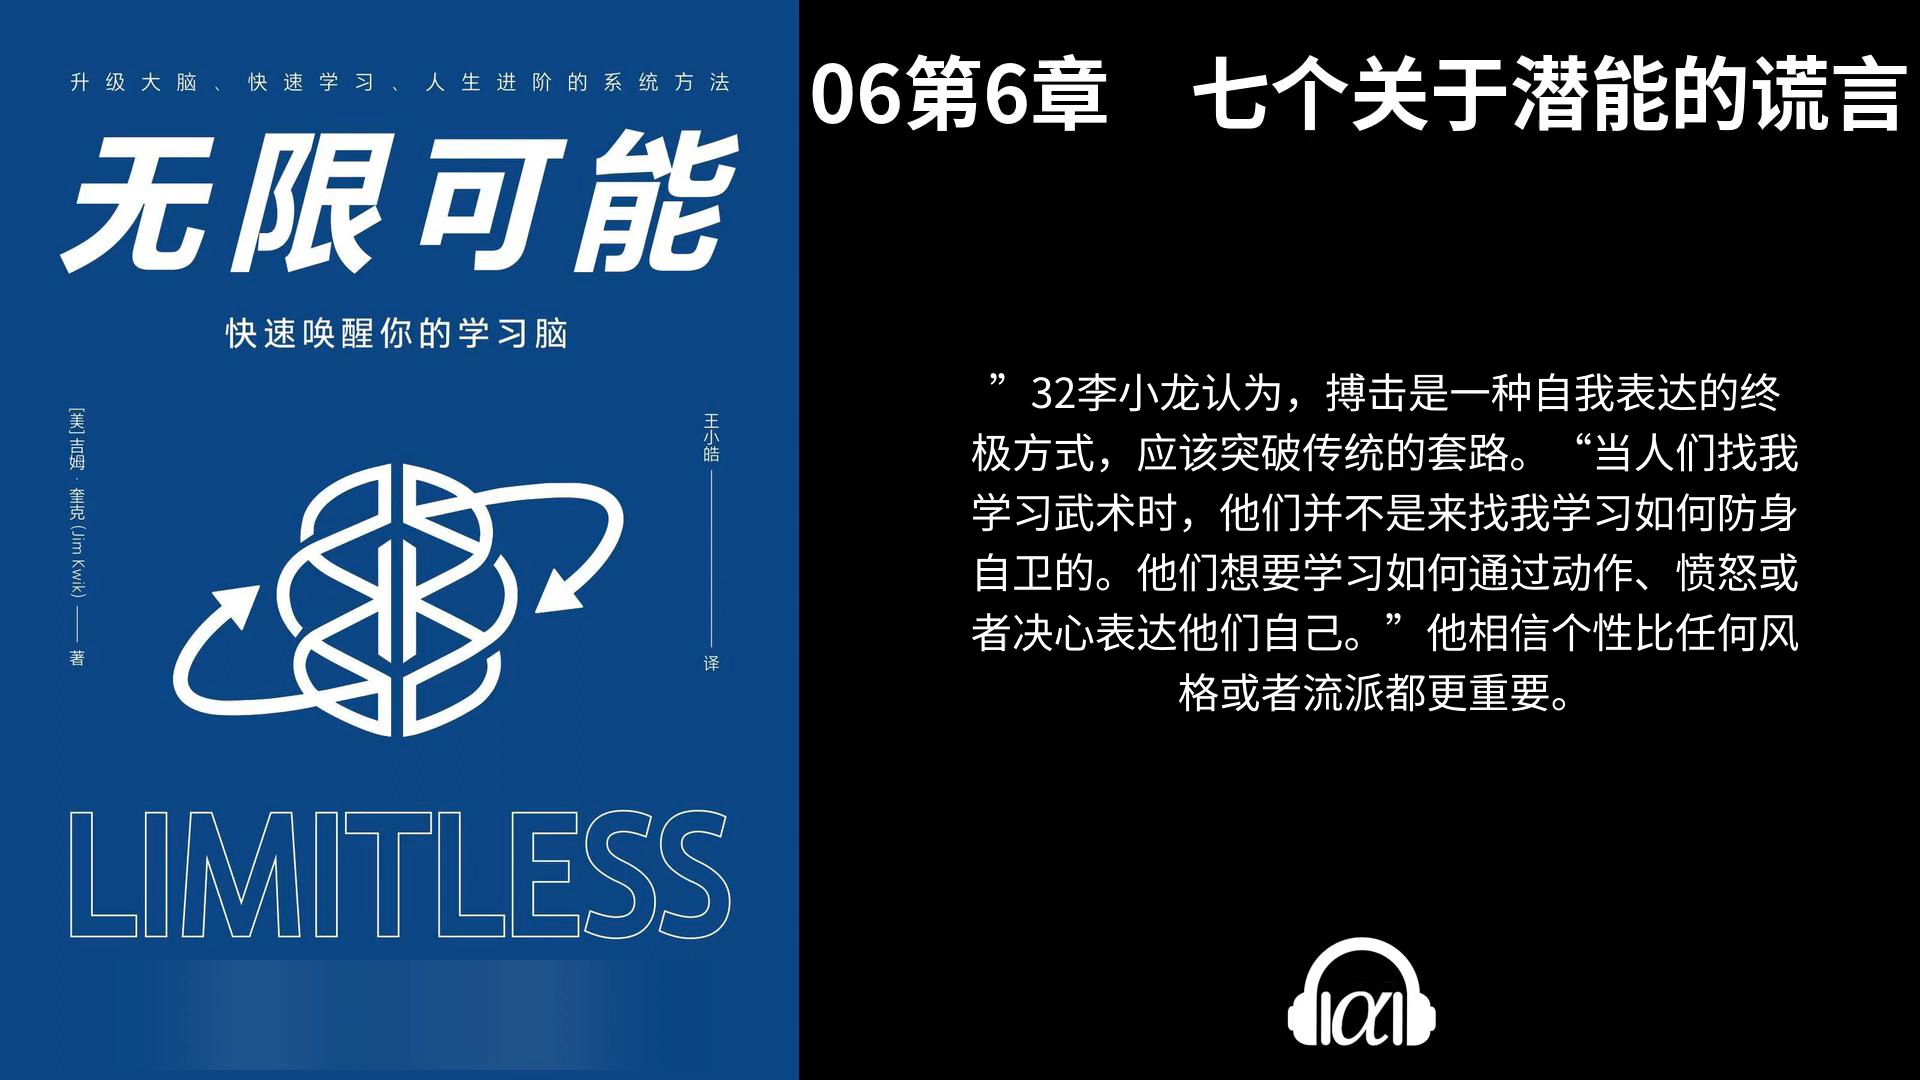 升级大脑、快速学习、人生进阶的系统方法
无限可能
快速唤醒你的学习脑
[美]吉姆·奎克(Jim Kwik)——著
王小皓——译
LIMITLESS
06第6章　七个关于潜能的谎言
”32李小龙认为，搏击是一种自我表达的终
极方式，应该突破传统的套路。“当人们找我
学习武术时，他们并不是来找我学习如何防身
自卫的。他们想要学习如何通过动作、愤怒或
者决心表达他们自己。”他相信个性比任何风
格或者流派都更重要。
α